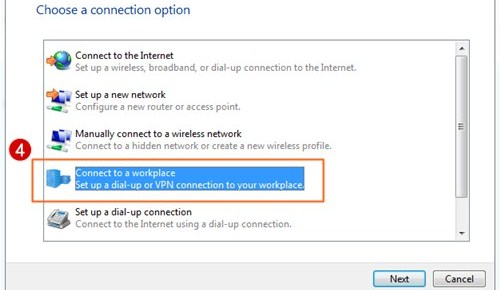 Choose a connection option
Connect to the Internet
Set up a wireless, broadband, or dial-up connection to the Internet.
Set up a new network
Configure a new router or access point.
Manually connect to a wireless network
Connect to a hidden network or create a new wireless profile.
4
Connect to a workplace
Set up a dial-up or VPN connection to your workplace.
Set up a dial-up connection
Connect to the Internet using a dial-up connection.
Next
Cancel